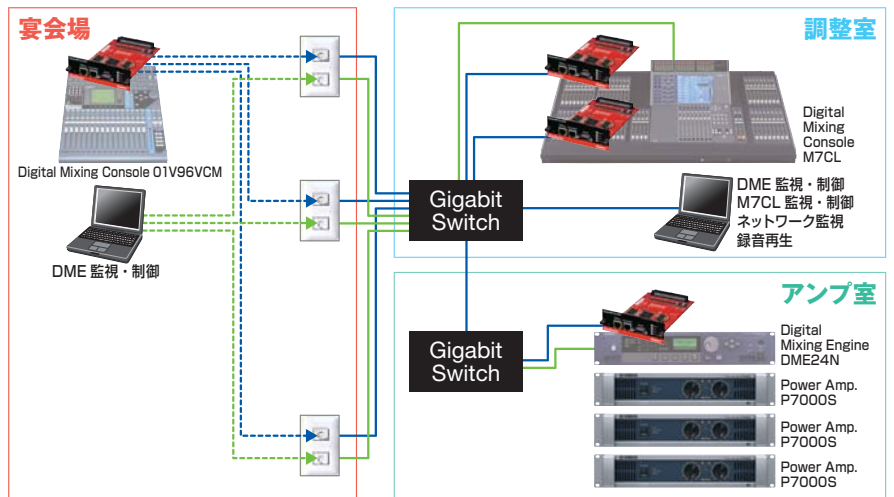 宴会場
Digital Mixing Console 01V96VCM
DME 監視・制御
調整室
Digital
Mixing
Console
M7CL
Gigabit
Switch
DME 監視・制御
M7CL 監視・制御
ネットワーク監視
録音再生
アンプ室
Gigabit
Switch
Digital
Mixing Engine
DME24N
Power Amp.
P7000S
Power Amp.
P7000S
Power Amp.
P7000S